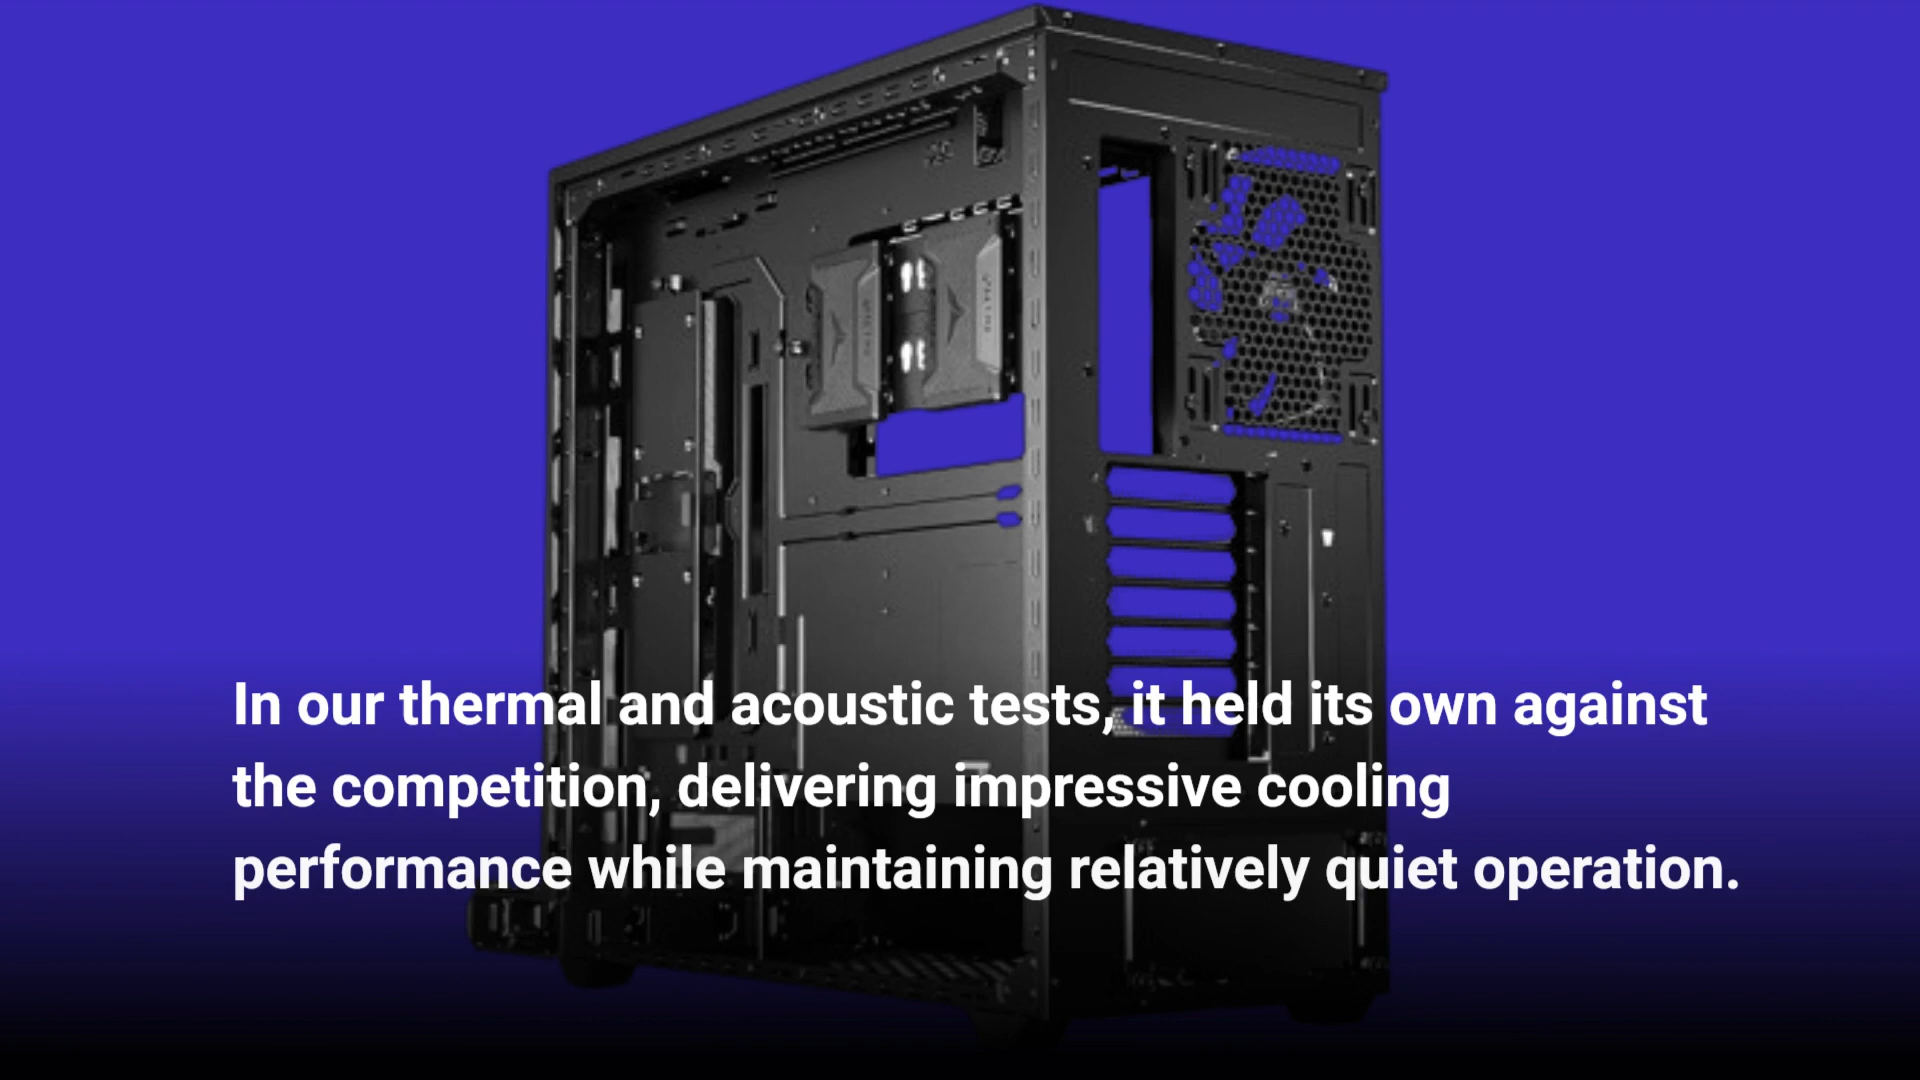 In our thermal and acoustic tests, it held its own against
the competition, delivering impressive cooling
performance while maintaining relatively quiet operation.